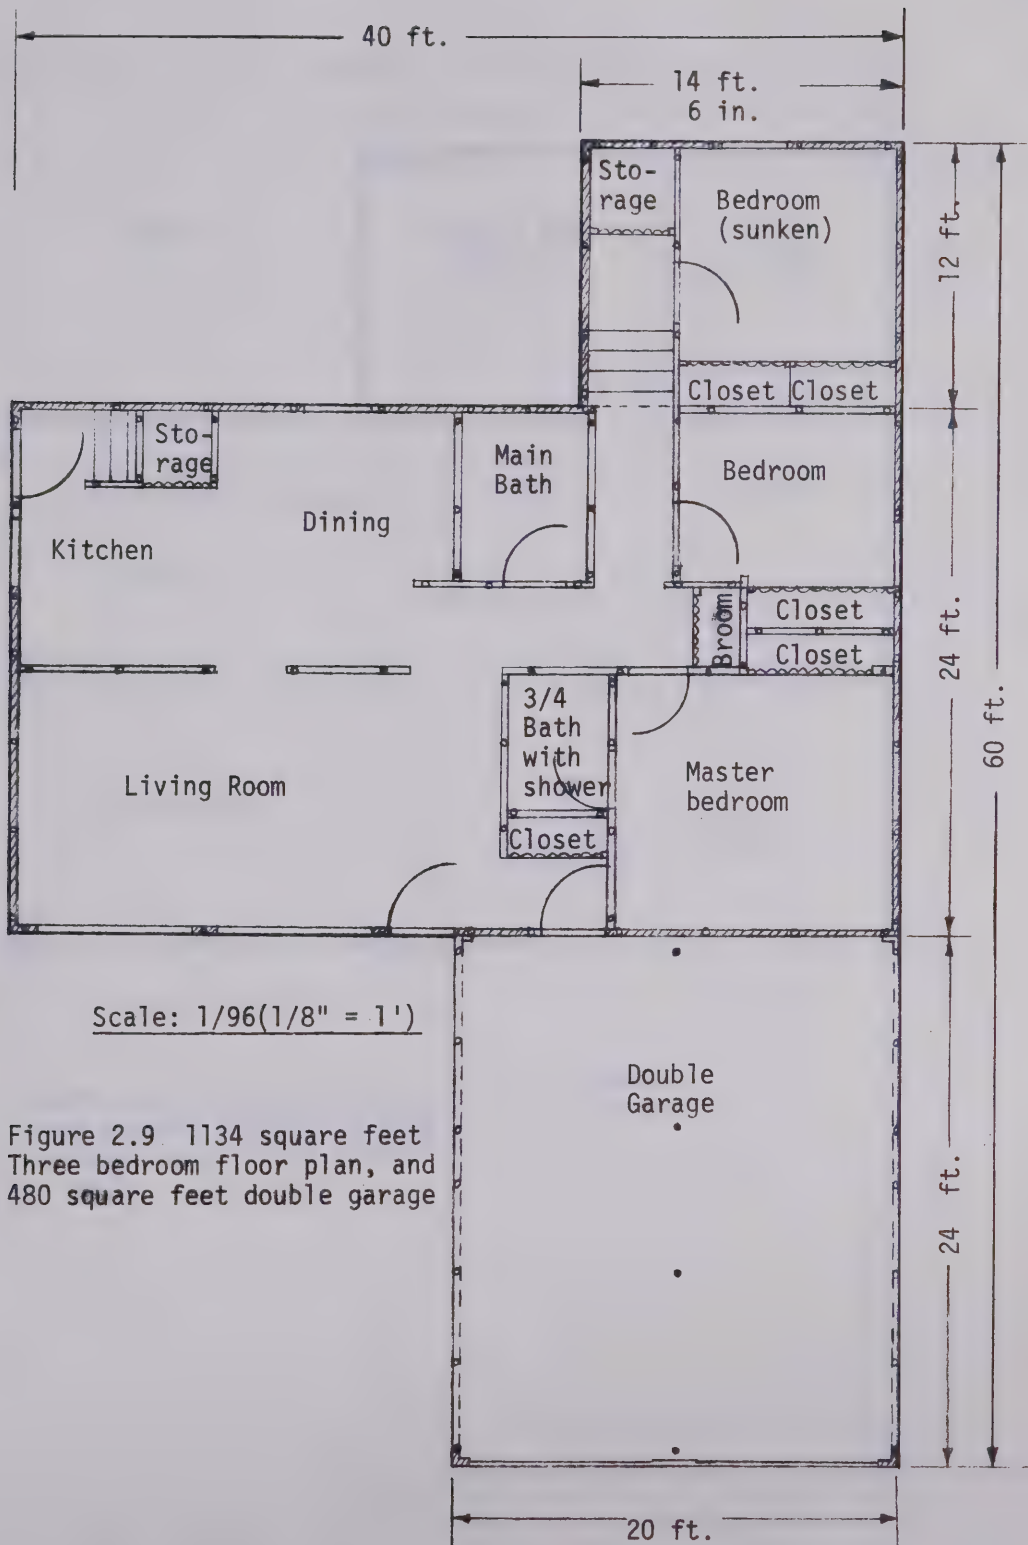 40 ft.
14 ft.
6 in.
Sto-
rage
Bedroom
(sunken)
12 ft.
Closet
Closet
Sto-
rage
Main
Bath
Bedroom
Dining
Kitchen
Broom
Closet
Closet
24 ft.
60 ft.
3/4
Bath
with
shower
Living Room
Master
bedroom
Closet
Scale: 1/96(1/8" = 1')
Double
Garage
Figure 2.9 1134 square feet
Three bedroom floor plan, and
480 square feet double garage
24 ft.
20 ft.